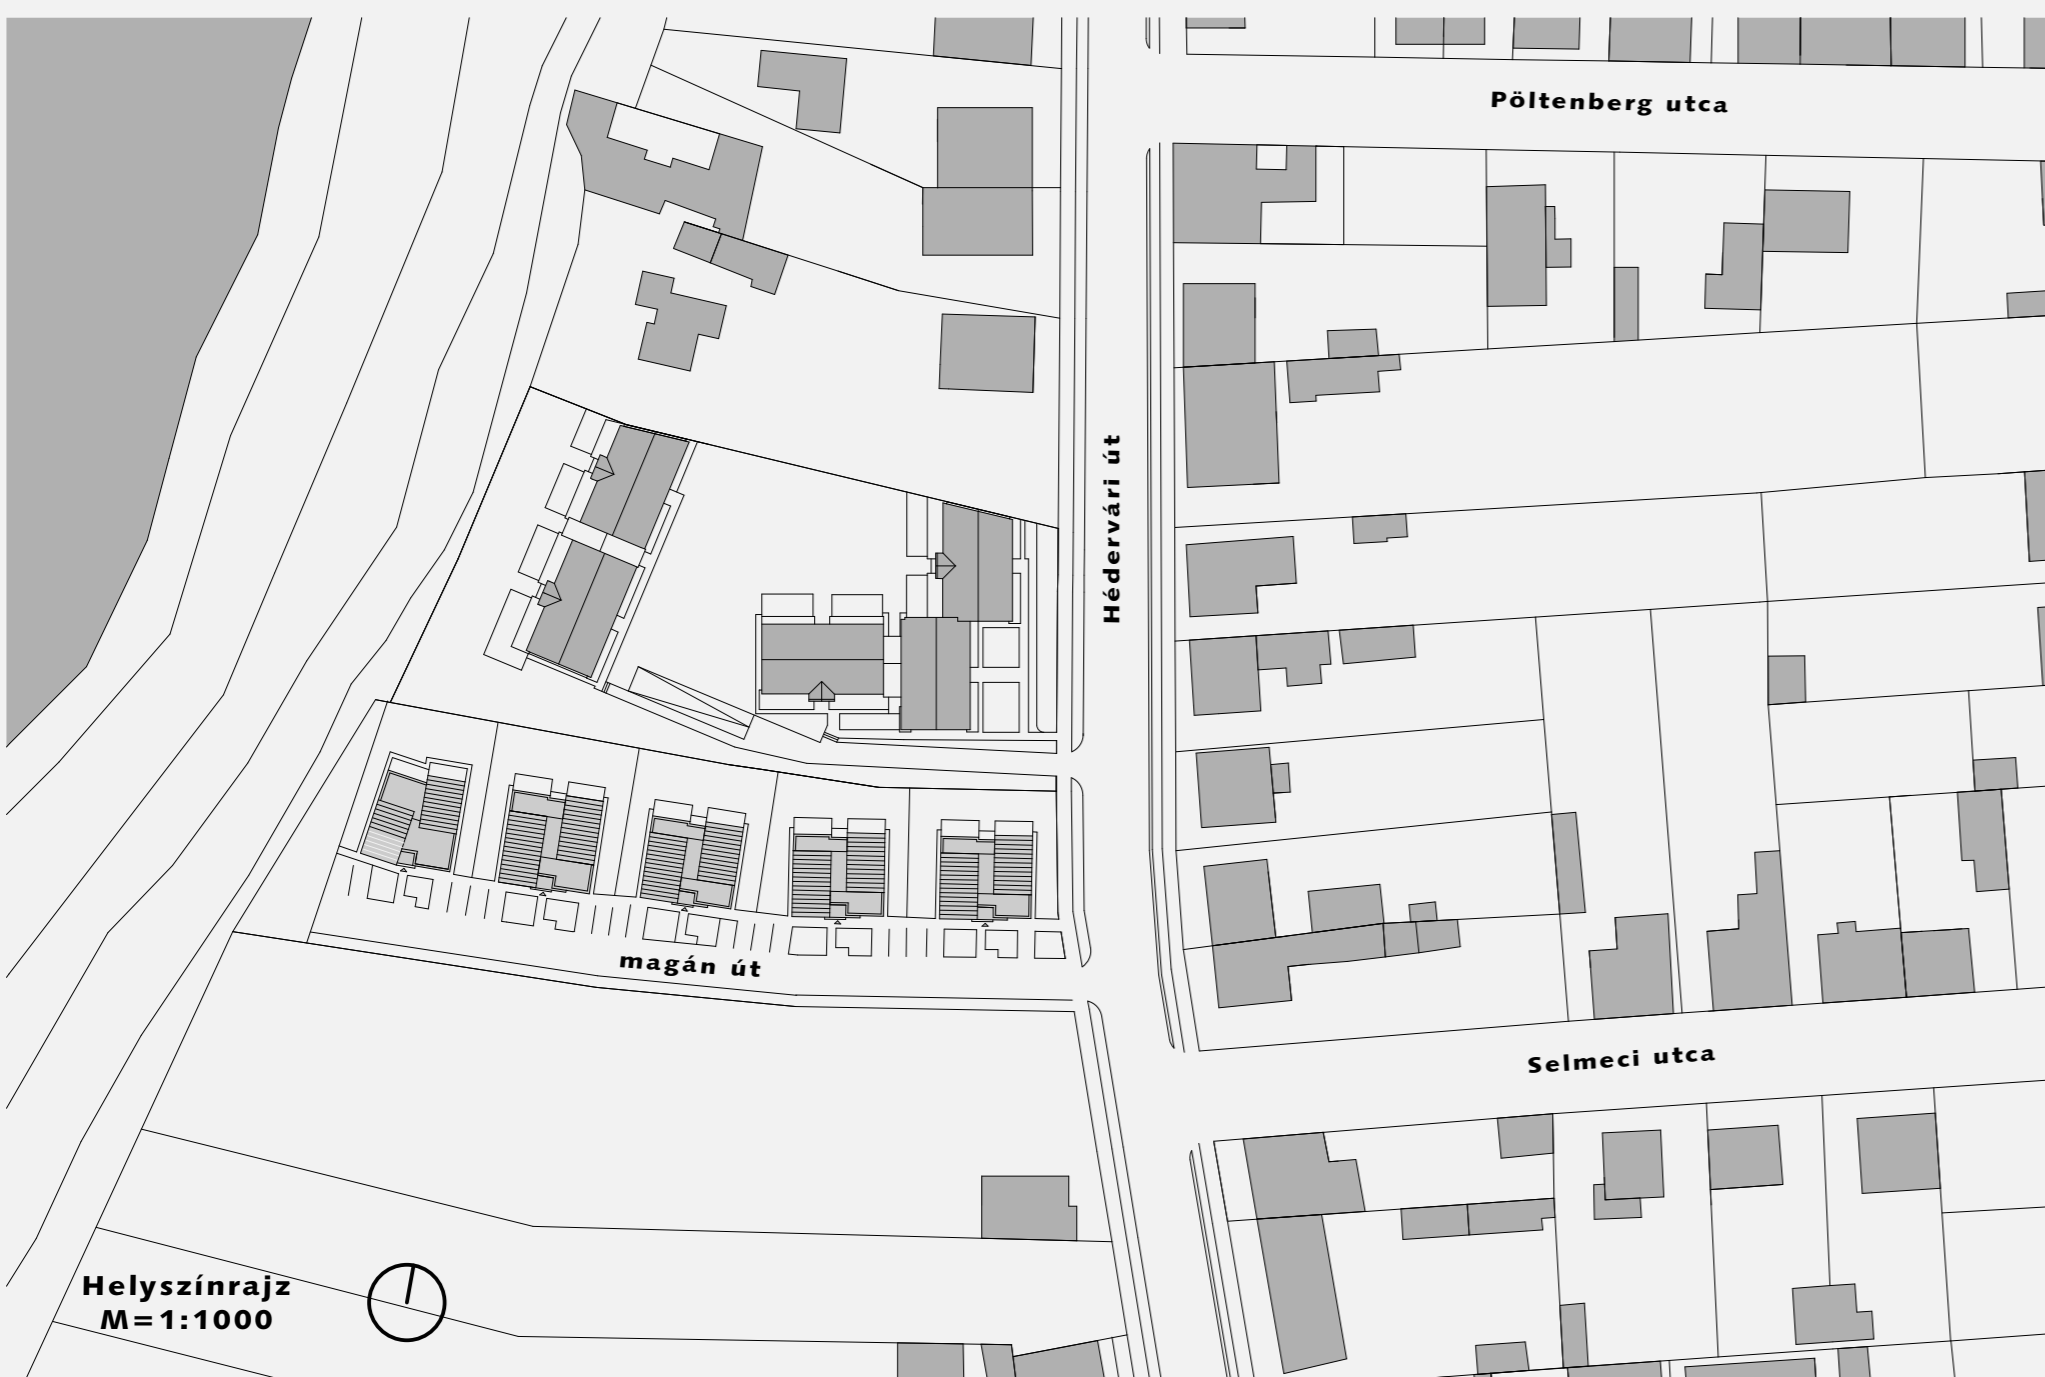 Pöltenberg utca
Hédervári út
magán út
Selmeci utca
Helyszínrajz
M=1:1000